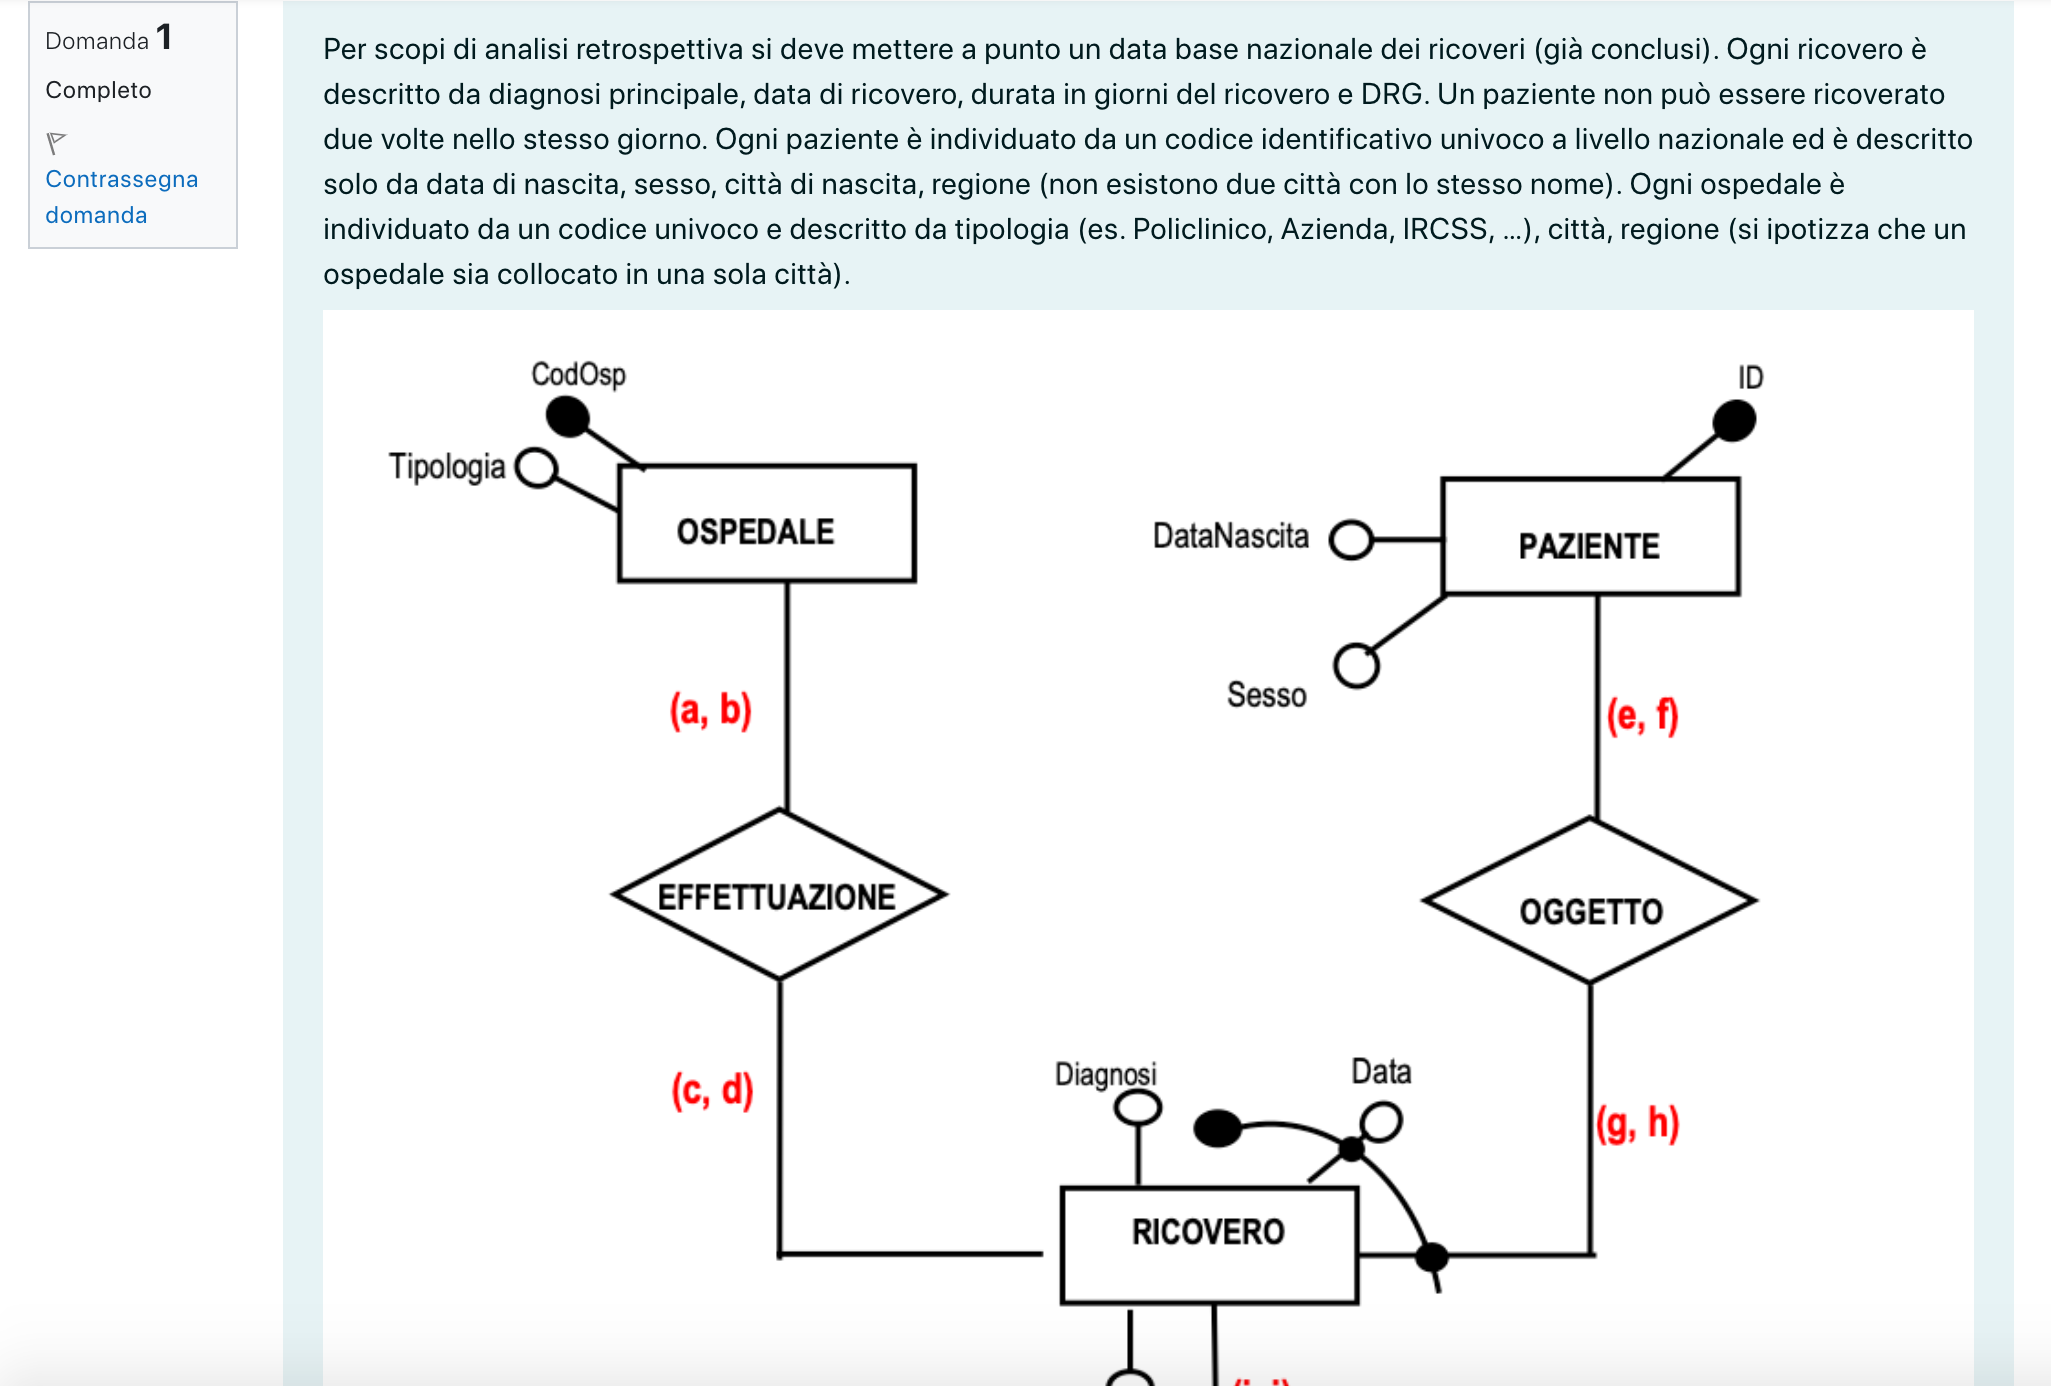 Domanda 1
Completo
Contrassegna
domanda
Per scopi di analisi retrospettiva si deve mettere a punto un data base nazionale dei ricoveri (già conclusi). Ogni ricovero è
descritto da diagnosi principale, data di ricovero, durata in giorni del ricovero e DRG. Un paziente non può essere ricoverato
due volte nello stesso giorno. Ogni paziente è individuato da un codice identificativo univoco a livello nazionale ed è descritto
solo da data di nascita, sesso, città di nascita, regione (non esistono due città con lo stesso nome). Ogni ospedale è
individuato da un codice univoco e descritto da tipologia (es. Policlinico, Azienda, IRCSS, ...), città, regione (si ipotizza che un
ospedale sia collocato in una sola città).
CodOsp
ID
Tipologia
OSPEDALE
DataNascita
PAZIENTE
Sesso
(a, b)
(e, f)
EFFETTUAZIONE
OGGETTO
Diagnosi
Data
(c, d)
(g, h)
RICOVERO